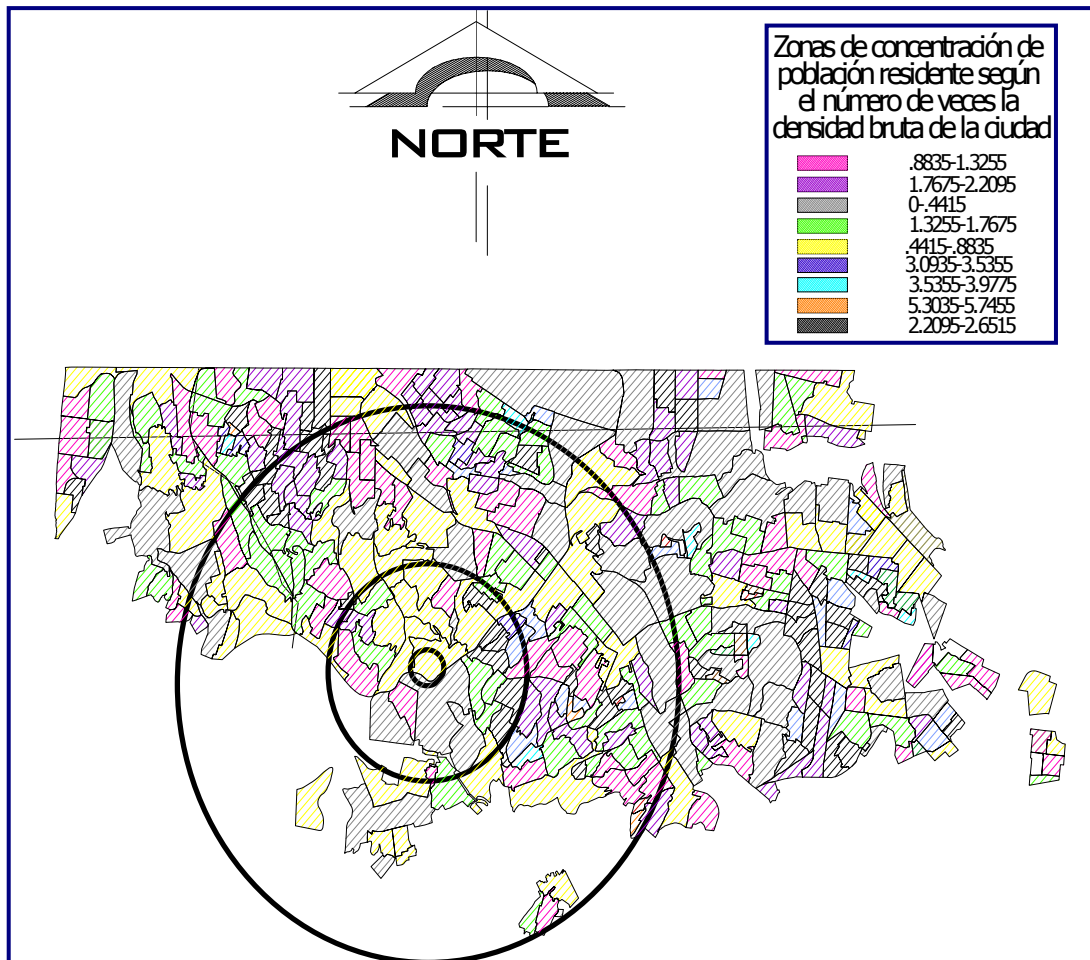 NORTE
Zonas de concentración de
población residente según
el número de veces la
densidad bruta de la ciudad
.8835-1.3255
1.7675-2.2095
0-.4415
1.3255-1.7675
.4415-.8835
3.0935-3.5355
3.5355-3.9775
5.3035-5.7455
2.2095-2.6515